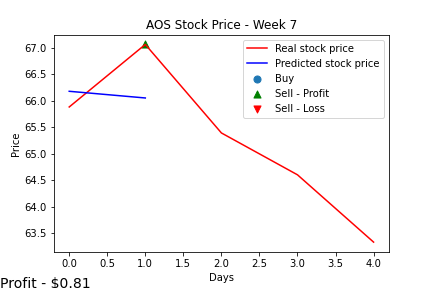 AOS Stock Price - Week 7
Real stock price
Predicted stock price
Buy
Sell - Profit
Sell - Loss
Price
67.0
66.5
66.0
65.5
65.0
64.5
64.0
63.5
0.0 0.5 1.0 1.5 2.0 2.5 3.0 3.5 4.0
Days
Profit - $0.81